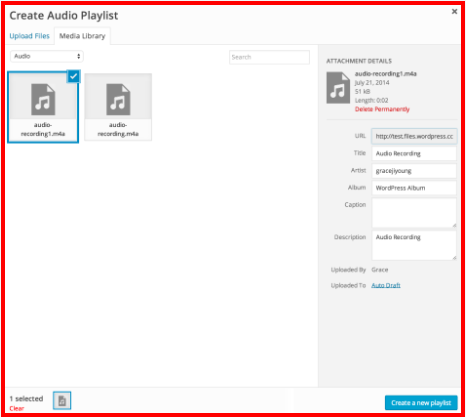 Create Audio Playlist
×
Upload Files
Media Library
Audio
Search
audio-
recording1.m4a
audio-
recording.m4a
ATTACHMENT DETAILS
audio-recording1.m4a
July 21, 2014
51 kB
Length: 0:02
Delete Permanently
URL http://test.files.wordpress.cc
Title Audio Recording
Artist gracejiyoung
Album WordPress Album
Caption
Description Audio Recording
Uploaded By Grace
Uploaded To Auto Draft
1 selected
Clear
Create a new playlist